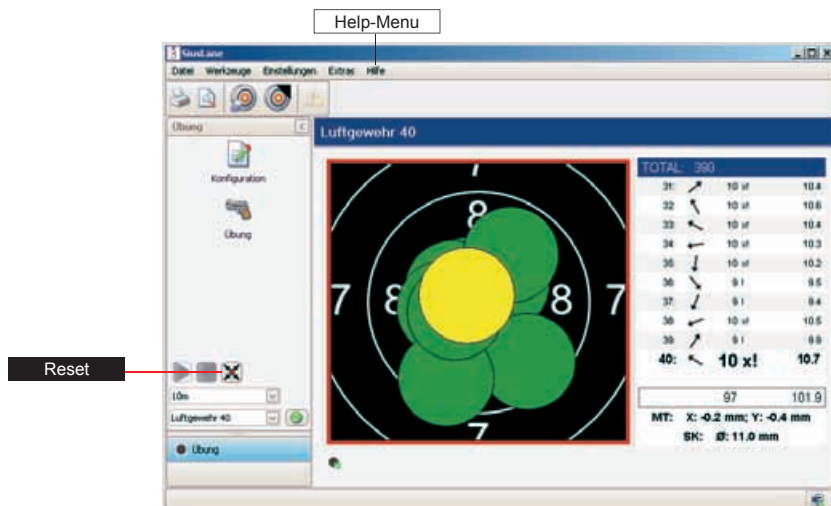 Help-Menu
SiusLane
Datei Werkzeuge Einstellungen Extras Hilfe
Übung
Luftgewehr 40
Konfiguration
Übung
TOTAL: 390
31: 10 x! 10.4
32 10 x! 10.6
33: 10 x! 10.4
34 10 x! 10.3
35: 10 x! 10.2
36: 9 ! 9.5
37: 9 !
38: 10 x! 10.5
39: 9 ! 9.9
40: 10 x! 10.7
8
7 8 8 7
7
Reset
10m
97 101.9
Luftgewehr 40
MT: X: -0.2 mm; Y: -0.4 mm
SK: Ø: 11.0 mm
Übung